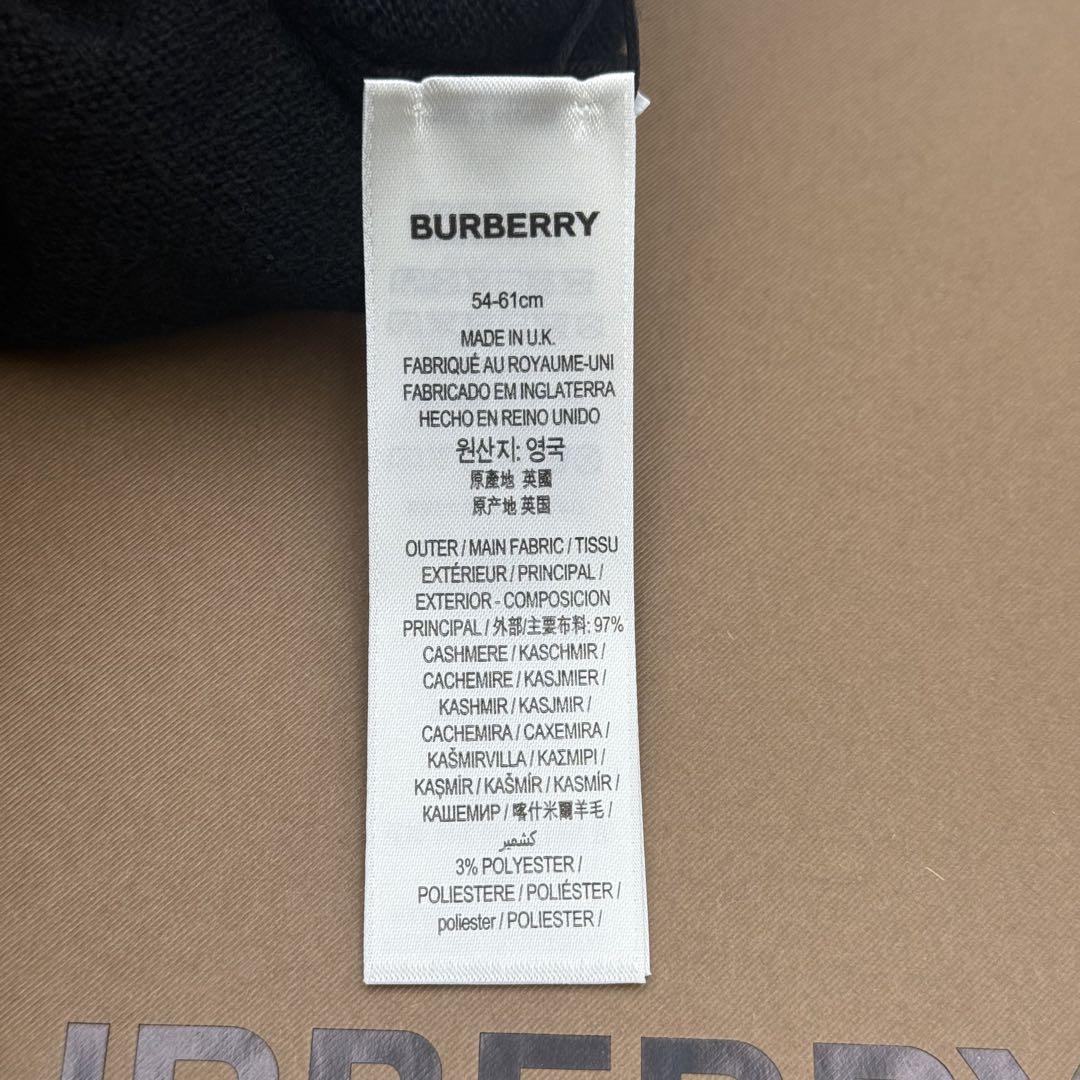 BURBERRY
54-61cm
MADE IN U.K.
FABRIQUÉ AU ROYAUME-UNI
FABRICADO EM INGLATERRA
HECHO EN REINO UNIDO
원산지: 영국
原產地 英國
原产地 英国
OUTER / MAIN FABRIC / TISSU
EXTÉRIEUR / PRINCIPAL /
EXTERIOR - COMPOSICION
PRINCIPAL / 外部/主要布料: 97%
CASHMERE / KASCHMIR /
CACHEMIRE / KASJMIER /
KASHMIR / KASJMIR /
CACHEMIRA / CAXEMIRA /
KAŠMIRVILLA / ΚΑΣΜΙΡΙ /
KAŞMİR / KAŠMÍR / KASMÍR /
КАШЕМИР / 喀什米爾羊毛 /
كشمير
3% POLYESTER /
POLIESTERE / POLIÉSTER /
poliester / POLIESTER /